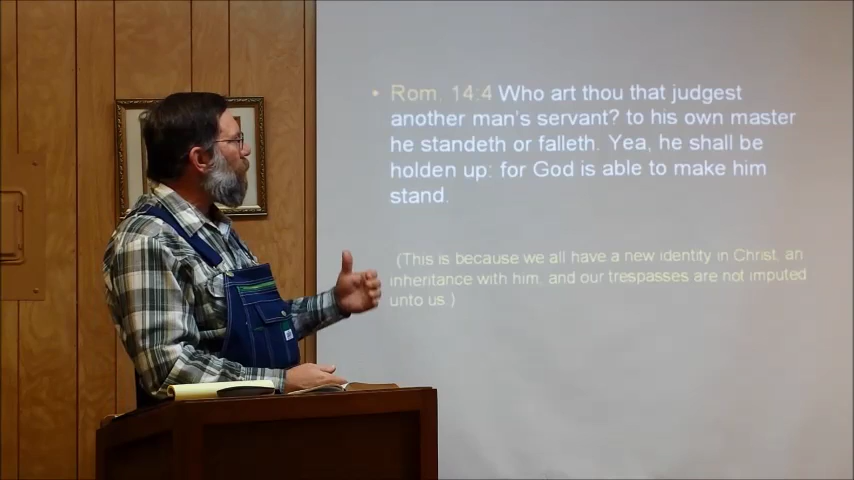 • Rom. 14:4 Who art thou that judgest
another man's servant? to his own master
he standeth or falleth. Yea, he shall be
holden up: for God is able to make him
stand.
(This is because we all have a new identity in Christ, an
inheritance with him, and our trespasses are not imputed
unto us.)